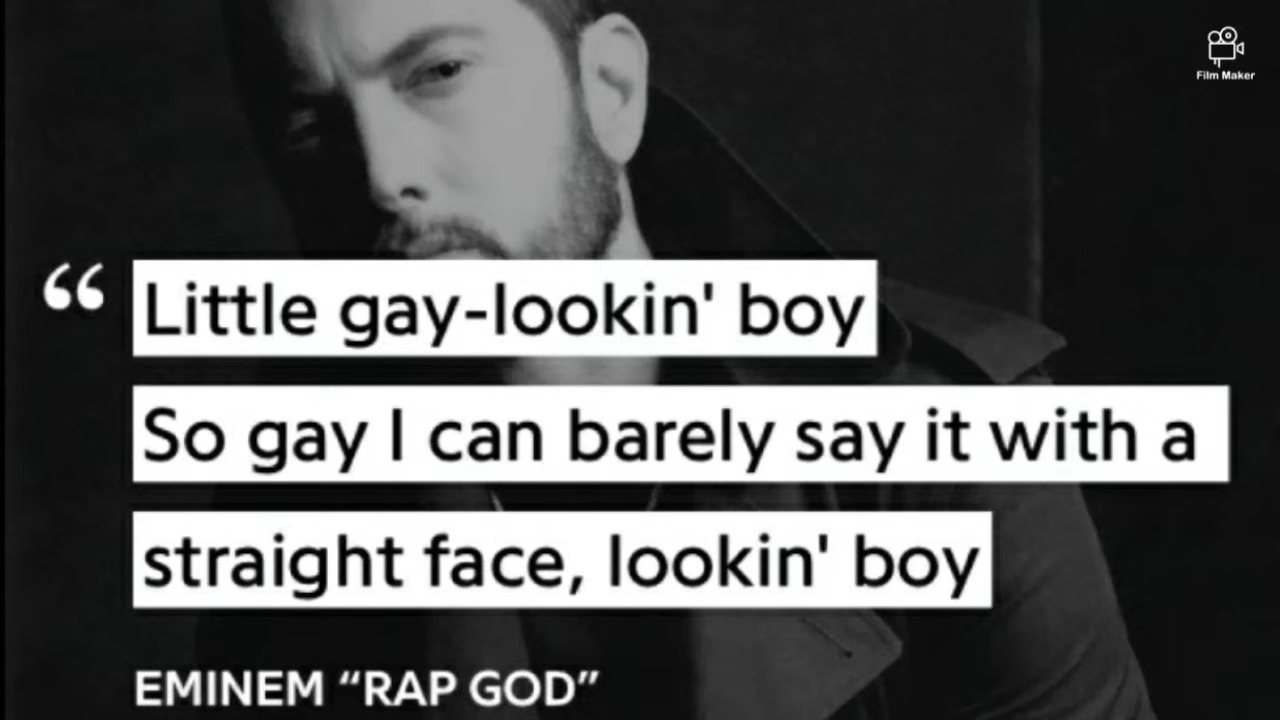 Film Maker
“
Little gay-lookin' boy
So gay I can barely say it with a
straight face, lookin' boy
EMINEM “RAP GOD”